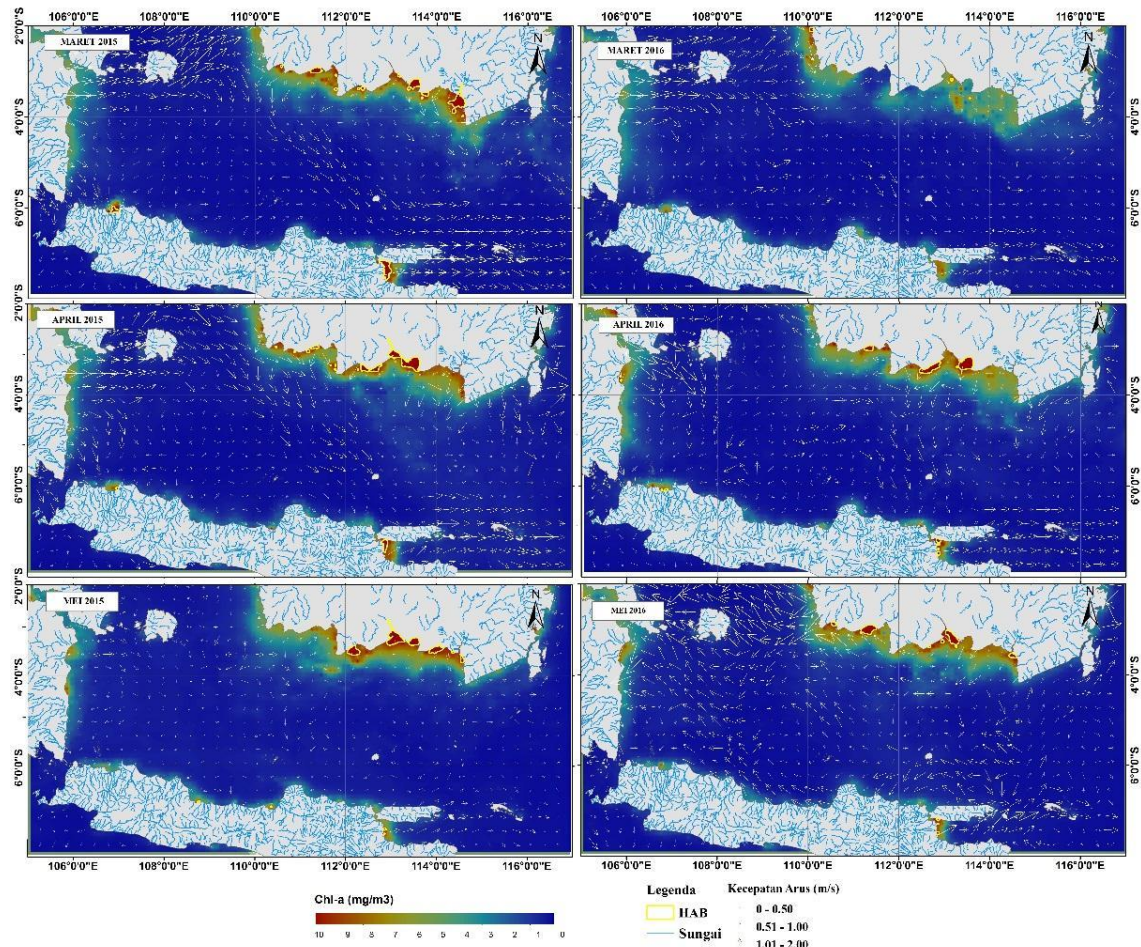 106°0'0"E 108°0'0"E 110°0'0"E 112°0'0"E 114°0'0"E 116°0'0"E
106°0'0"E 108°0'0"E 110°0'0"E 112°0'0"E 114°0'0"E 116°0'0"E
2°0'0"S
4°0'0"S
6°0'0"S
MARET 2015
N
MARET 2016
N
4°0'0"S
6°0'0"S
2°0'0"S
4°0'0"S
6°0'0"S
APRIL 2015
N
APRIL 2016
N
4°0'0"S
6°0'0"S
2°0'0"S
4°0'0"S
6°0'0"S
MEI 2015
N
MEI 2016
N
4°0'0"S
6°0'0"S
106°0'0"E 108°0'0"E 110°0'0"E 112°0'0"E 114°0'0"E 116°0'0"E
106°0'0"E 108°0'0"E 110°0'0"E 112°0'0"E 114°0'0"E 116°0'0"E
Chl-a (mg/m3)
10 9 8 7 6 5 4 3 2 1 0
Legenda
HAB
Sungai
Kecepatan Arus (m/s)
0 - 0.50
0.51 - 1.00
1.01 - 2.00